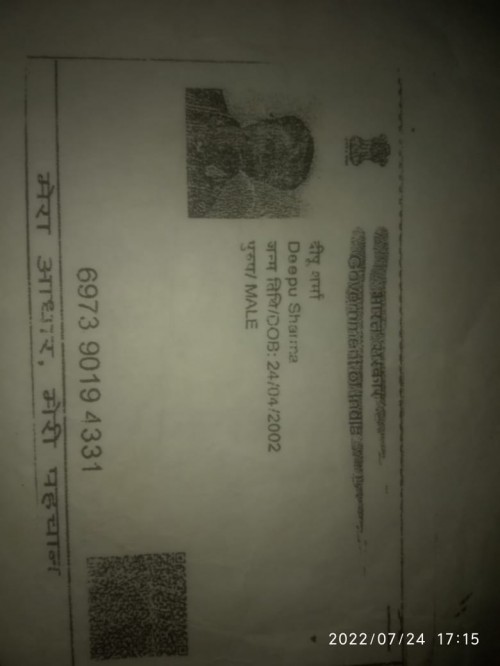 भारत सरकार
Government of India
दीपू शर्मा
Deepu Sharma
जन्म तिथि/DOB: 24/04/2002
पुरुष/ MALE
6973 9019 4331
मेरा आधार, मेरी पहचान
2022/07/24 17:15